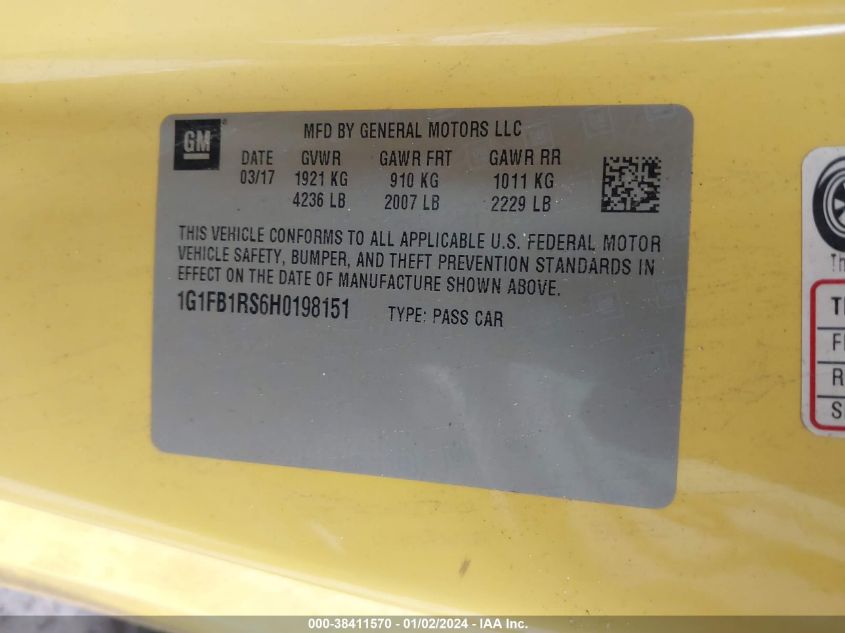 GM®
MFD BY GENERAL MOTORS LLC
DATE GVWR GAWR FRT GAWR RR
03/17 1921 KG 910 KG 1011 KG
4236 LB 2007 LB 2229 LB
THIS VEHICLE CONFORMS TO ALL APPLICABLE U.S. FEDERAL MOTOR
VEHICLE SAFETY, BUMPER, AND THEFT PREVENTION STANDARDS IN
EFFECT ON THE DATE OF MANUFACTURE SHOWN ABOVE.
1G1FB1RS6H0198151 TYPE: PASS CAR
000-38411570 - 01/02/2024 - IAA Inc.